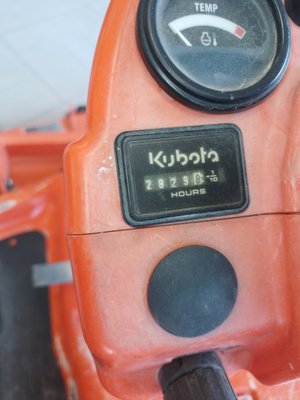 TEMP
Kubota
2829 1/10
HOURS